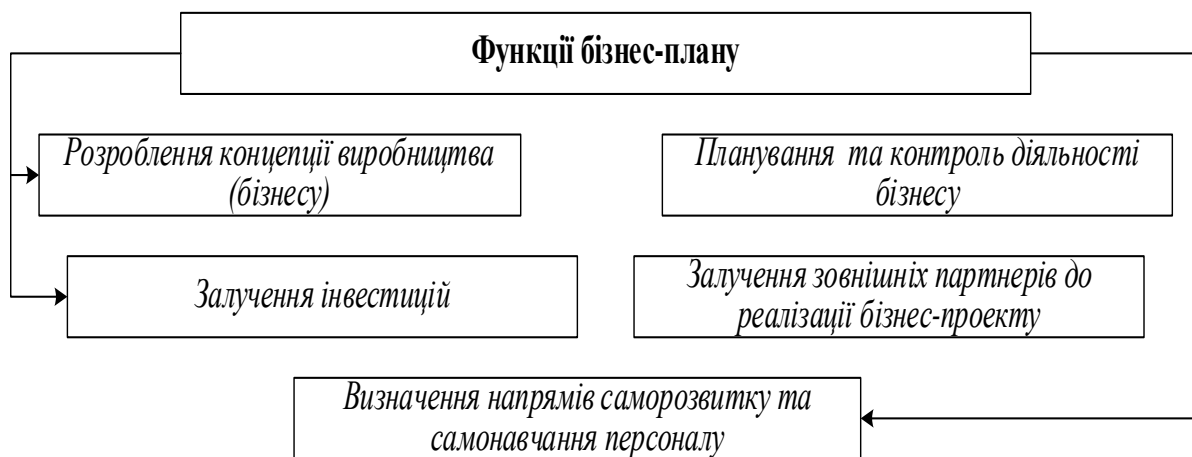 Функції бізнес-плану
Розроблення концепції виробництва
(бізнесу)
Планування та контроль діяльності
бізнесу
Залучення інвестицій
Залучення зовнішніх партнерів до
реалізації бізнес-проекту
Визначення напрямів саморозвитку та
самонавчання персоналу